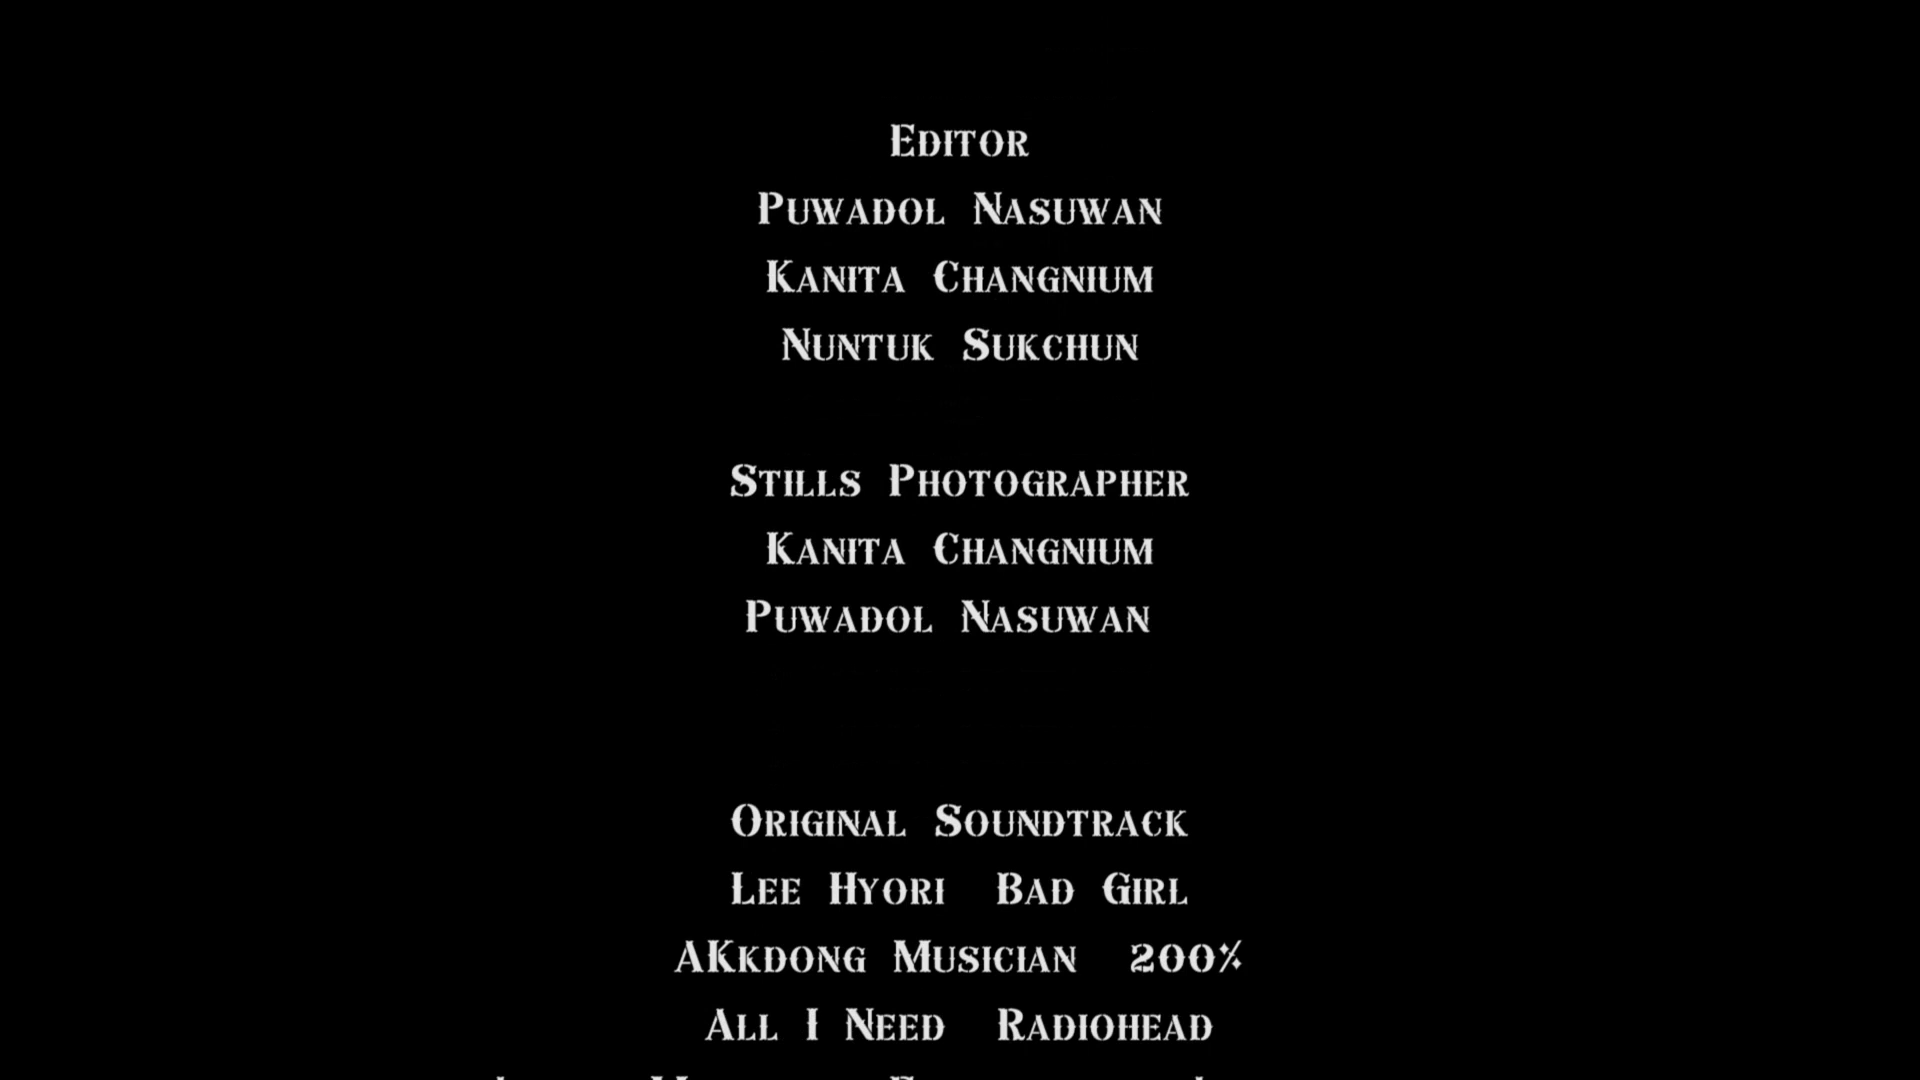 Editor
Puwadol Nasuwan
Kanita Changnium
Nuntuk Sukchun
Stills Photographer
Kanita Changnium
Puwadol Nasuwan
Original Soundtrack
Lee Hyori Bad Girl
AKkdong Musician 200%
All I Need Radiohead